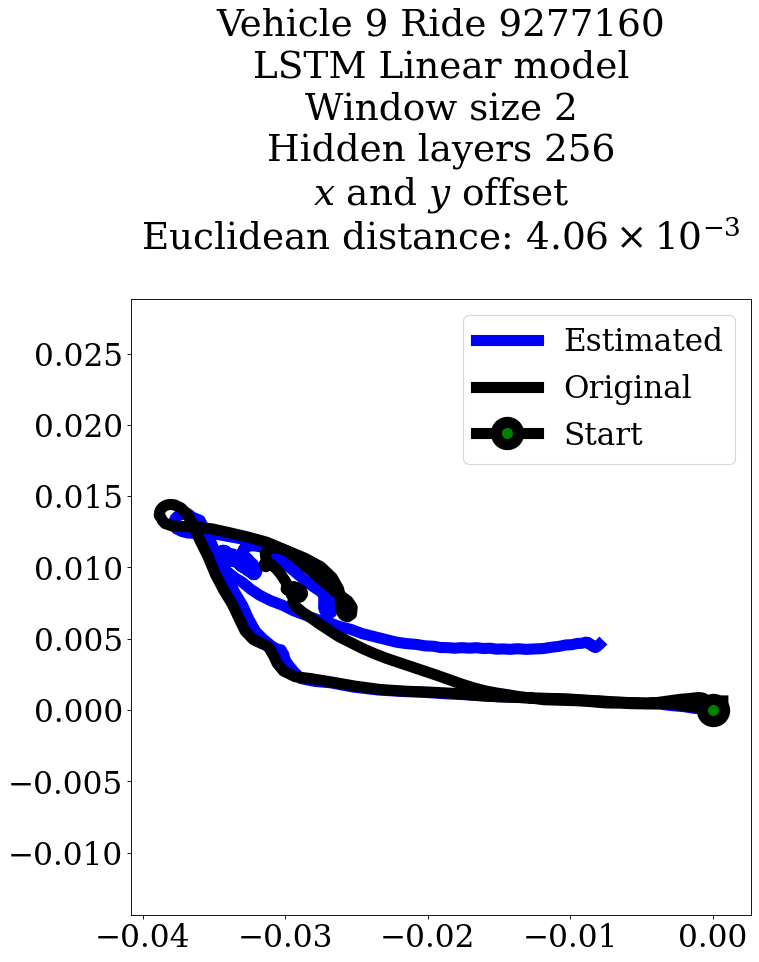 Vehicle 9 Ride 9277160
LSTM Linear model
Window size 2
Hidden layers 256
x and y offset
Euclidean distance: 4.06 × 10⁻³
Estimated
Original
Start
0.025
0.020
0.015
0.010
0.005
0.000
−0.005
−0.010
−0.04 −0.03 −0.02 −0.01 0.00